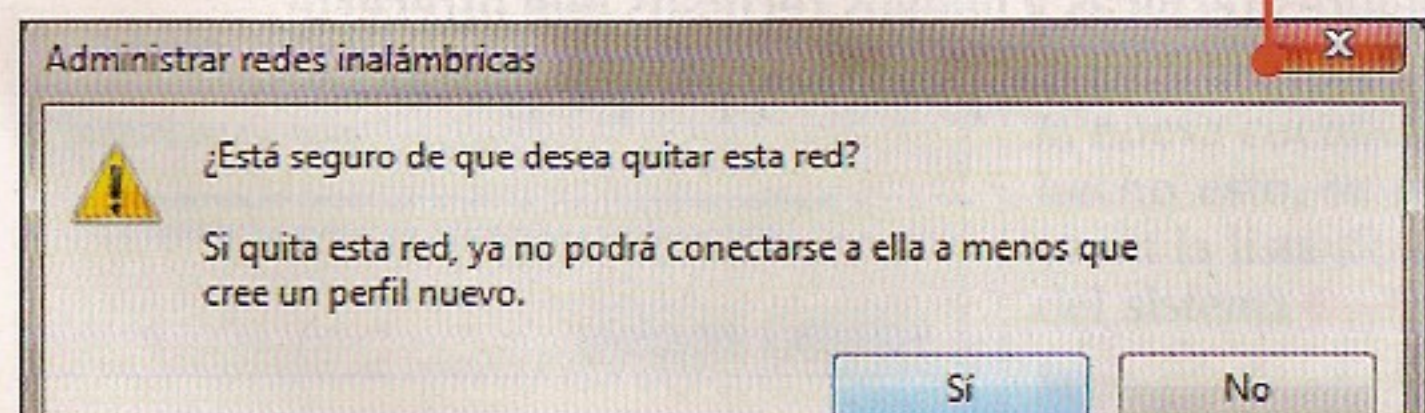 Administrar redes inalámbricas
X
¿Está seguro de que desea quitar esta red?
Si quita esta red, ya no podrá conectarse a ella a menos que
cree un perfil nuevo.
Sí
No